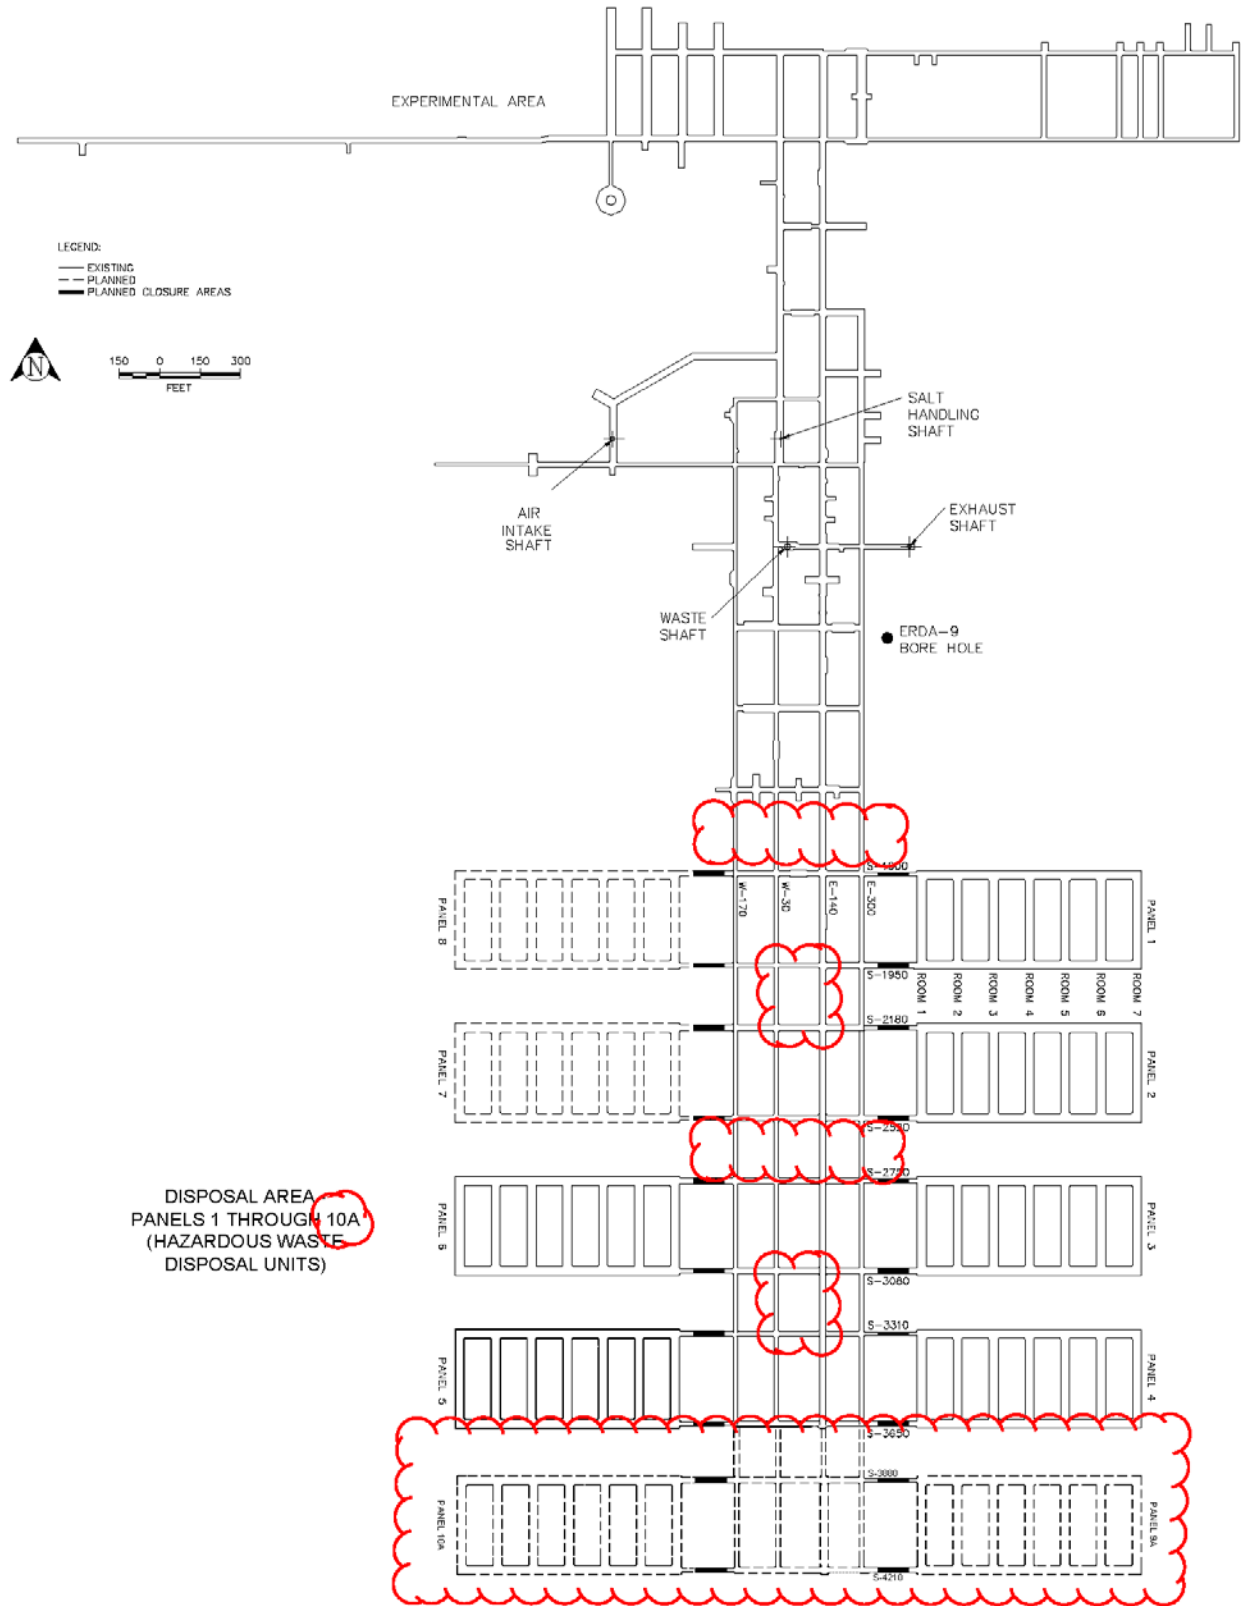 EXPERIMENTAL AREA
LEGEND:
EXISTING
PLANNED
PLANNED CLOSURE AREAS
N
150 0 150 300
FEET
SALT
HANDLING
SHAFT
AIR
INTAKE
SHAFT
EXHAUST
SHAFT
WASTE
SHAFT
ERDA-9
BORE HOLE
S-1600
W-170
W-30
E-140
E-300
PANEL 8
PANEL 1
S-1950
ROOM 1
ROOM 2
ROOM 3
ROOM 4
ROOM 5
ROOM 6
ROOM 7
S-2180
PANEL 7
PANEL 2
S-2520
S-2750
DISPOSAL AREA
PANELS 1 THROUGH 10A
(HAZARDOUS WASTE
DISPOSAL UNITS)
PANEL 6
PANEL 3
S-3080
S-3310
PANEL 5
PANEL 4
S-3650
S-3880
PANEL 10A
PANEL 9A
S-4210